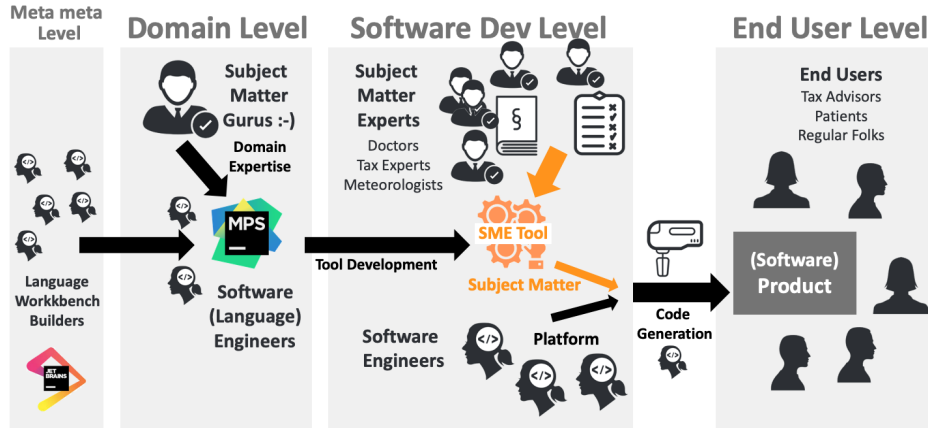 Meta meta
Level
Domain Level
Software Dev Level
End User Level
Subject
Matter
Gurus :-)
Domain
Expertise
Subject
Matter
Experts
Doctors
Tax Experts
Meteorologists
§
End Users
Tax Advisors
Patients
Regular Folks
</>
</>
</>
</>
</>
</>
MPS
SME Tool
Tool Development
</>
Subject Matter
(Software)
Product
Language
Workkbench
Builders
Software
(Language)
Engineers
Software
Engineers
Platform
Code
Generation
</>
</>
</>
</>
JET
BRAINS